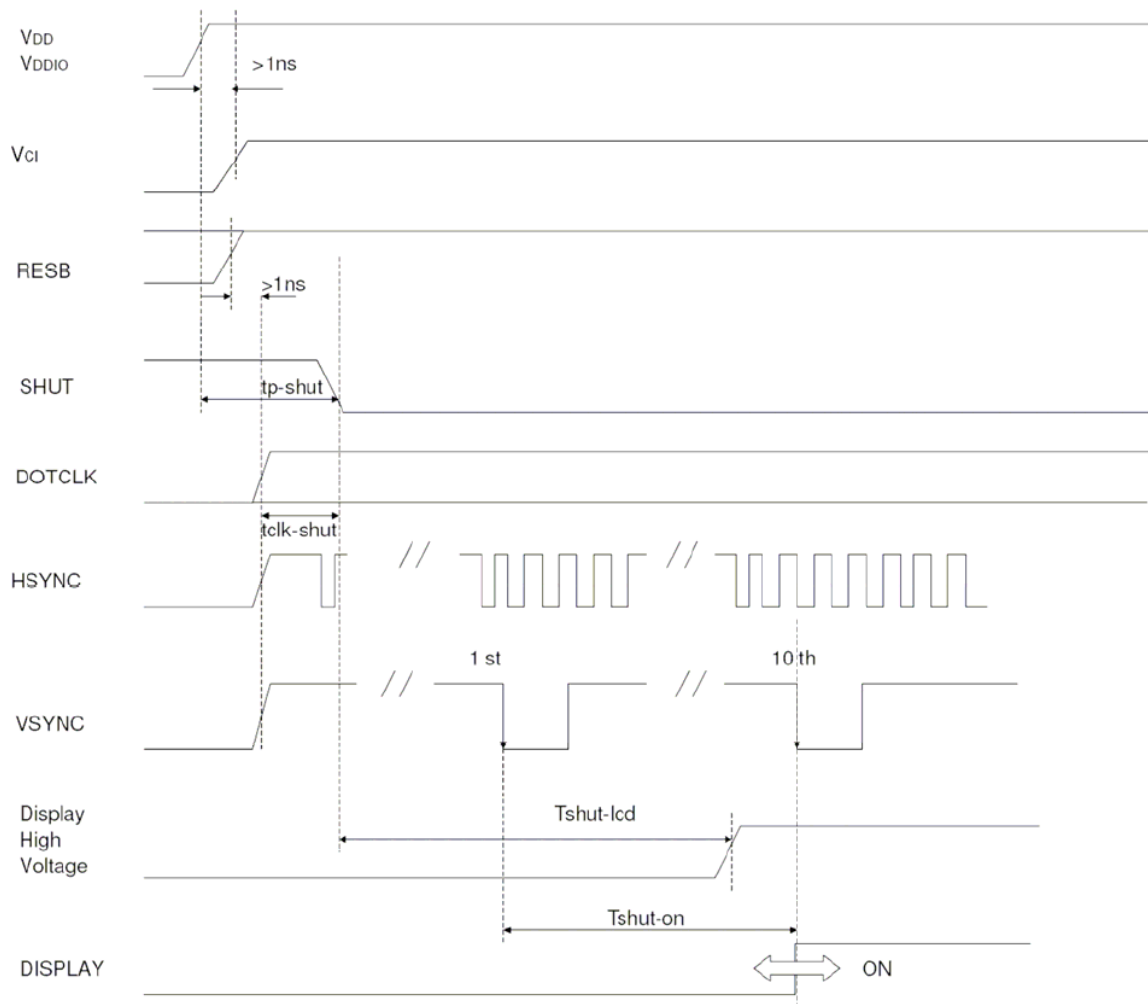 VDD
VDDIO
>1ns
VCI
RESB
>1ns
SHUT
tp-shut
DOTCLK
tclk-shut
HSYNC
1 st
10 th
VSYNC
Display
High
Voltage
Tshut-lcd
Tshut-on
DISPLAY
ON